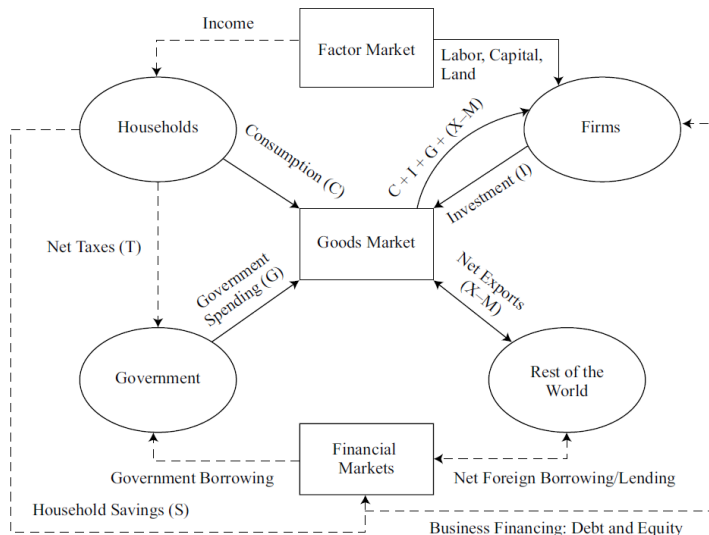 Income
Factor Market
Labor, Capital,
Land
Households
Firms
Consumption (C)
C + I + G + (X–M)
Investment (I)
Goods Market
Net Taxes (T)
Government
Spending (G)
Net Exports
(X–M)
Government
Rest of the
World
Financial
Markets
Government Borrowing
Net Foreign Borrowing/Lending
Household Savings (S)
Business Financing: Debt and Equity